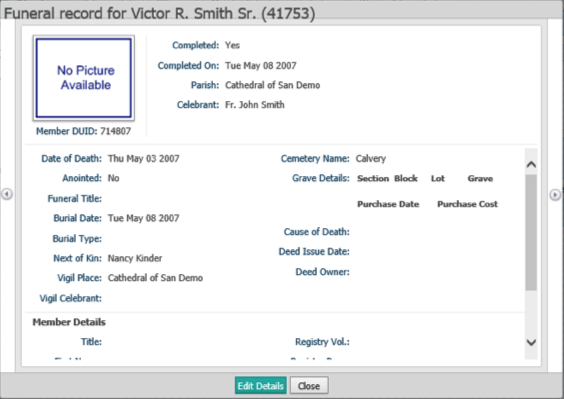 Funeral record for Victor R. Smith Sr. (41753)
No Picture
Available
Member DUID: 714807
Completed: Yes
Completed On: Tue May 08 2007
Parish: Cathedral of San Demo
Celebrant: Fr. John Smith
Date of Death: Thu May 03 2007
Anointed: No
Funeral Title:
Burial Date: Tue May 08 2007
Burial Type:
Next of Kin: Nancy Kinder
Vigil Place: Cathedral of San Demo
Vigil Celebrant:
Cemetery Name: Calvery
Grave Details: Section Block Lot Grave
Purchase Date Purchase Cost
Cause of Death:
Deed Issue Date:
Deed Owner:
Member Details
Title:
Registry Vol.:
Edit Details
Close